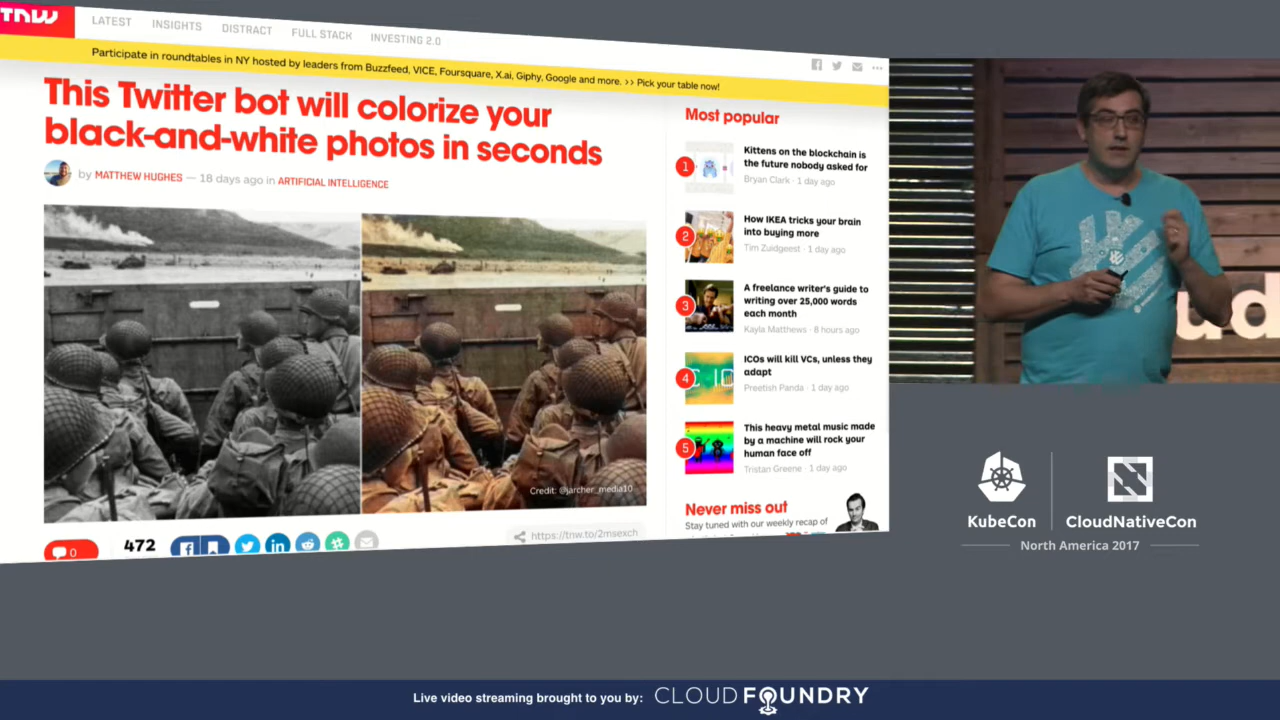 TNW
LATEST INSIGHTS DISTRACT FULL STACK INVESTING 2.0
Participate in roundtables in NY hosted by leaders from Buzzfeed, VICE, Foursquare, X.ai, Giphy, Google and more. >> Pick your table now!
This Twitter bot will colorize your
black-and-white photos in seconds
by MATTHEW HUGHES — 18 days ago in ARTIFICIAL INTELLIGENCE
Credit: @jarcher_media10
0
472
https://tnw.to/2msexch
Most popular
1
Kittens on the blockchain is
the future nobody asked for
Bryan Clark · 1 day ago
2
How IKEA tricks your brain
into buying more
Tim Zuidgeest · 1 day ago
3
A freelance writer's guide to
writing over 25,000 words
each month
Kayla Matthews · 8 hours ago
4
ICOs will kill VCs, unless they
adapt
Preetish Panda · 1 day ago
5
This heavy metal music made
by a machine will rock your
human face off
Tristan Greene · 1 day ago
Never miss out
Stay tuned with our weekly recap of
ud
KubeCon
CloudNativeCon
North America 2017
Live video streaming brought to you by: CLOUD FOUNDRY